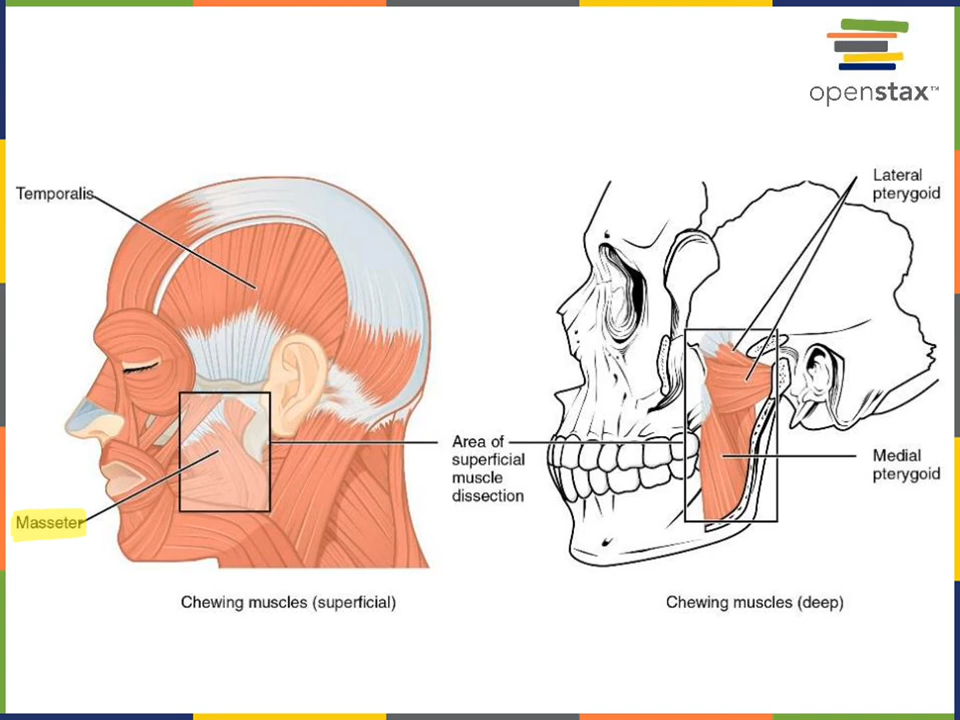 openstax™
Temporalis
Lateral
pterygoid
Area of
superficial
muscle
dissection
Medial
pterygoid
Masseter
Chewing muscles (superficial)
Chewing muscles (deep)